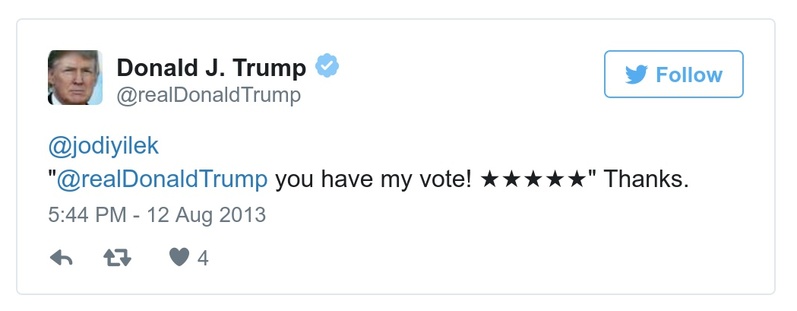 Donald J. Trump
@realDonaldTrump
Follow
@jodiyilek
"@realDonaldTrump you have my vote! ★★★★★" Thanks.
5:44 PM - 12 Aug 2013
4